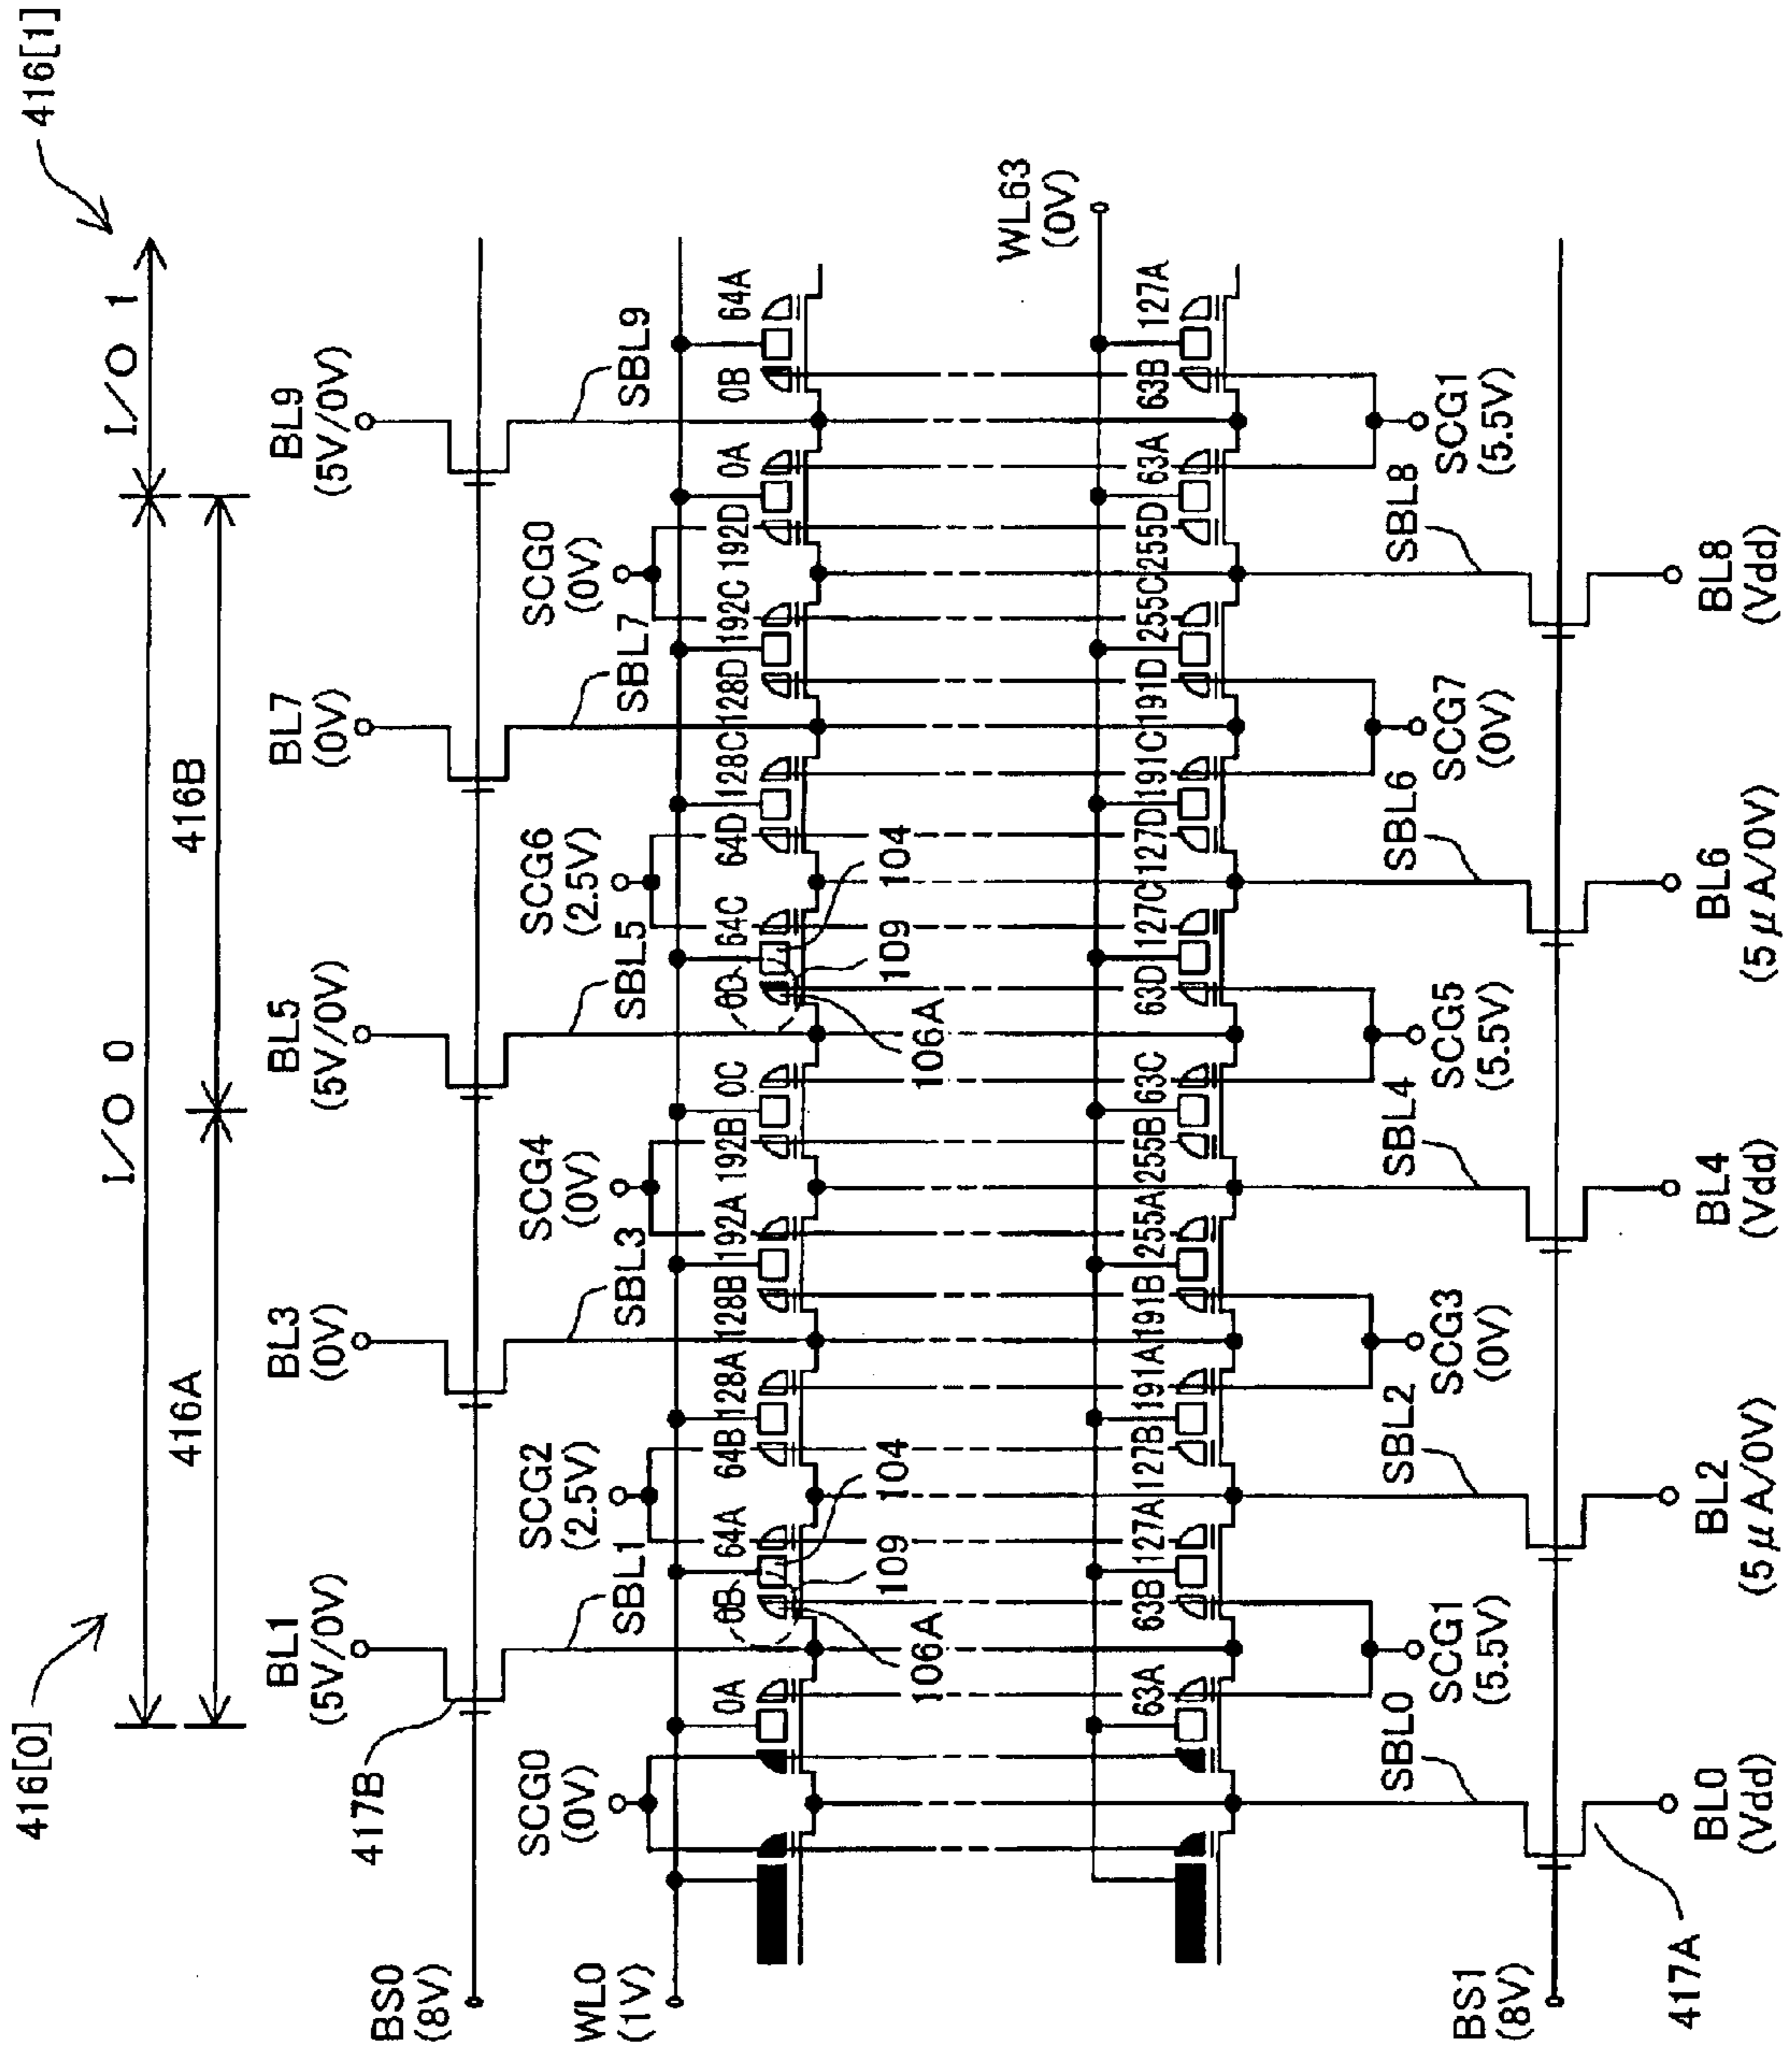 416[0]
416[1]
I/O 0
I/O 1
416A
416B
BL1
(5V/0V)
BL3
(0V)
BL5
(5V/0V)
BL7
(0V)
BL9
(5V/0V)
417B
BS0
(8V)
SCG0
(0V)
SCG2
(2.5V)
SCG4
(0V)
SCG6
(2.5V)
SCG0
(0V)
SBL1
SBL3
SBL5
SBL7
SBL9
WL0
(1V)
0A
0B
64A
64B
128A
128B
192A
192B
0C
0D
64C
64D
128C
128D
192C
192D
0A
0B
64A
106A
109
104
106A
109
104
WL63
(0V)
63A
63B
127A
127B
191A
191B
255A
255B
63C
63D
127C
127D
191C
191D
255C
255D
63A
63B
127A
SBL0
SBL2
SBL4
SBL6
SBL8
SCG1
(5.5V)
SCG3
(0V)
SCG5
(5.5V)
SCG7
(0V)
SCG1
(5.5V)
BS1
(8V)
417A
BL0
(Vdd)
BL2
(5μA/0V)
BL4
(Vdd)
BL6
(5μA/0V)
BL8
(Vdd)